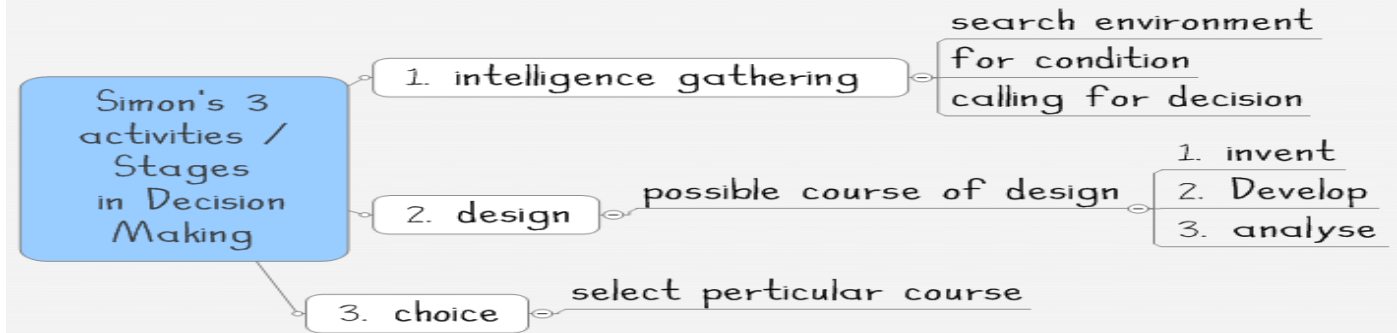 Simon's 3
activities /
Stages
in Decision
Making
1. intelligence gathering
search environment
for condition
calling for decision
2. design
possible course of design
1. invent
2. Develop
3. analyse
3. choice
select perticular course